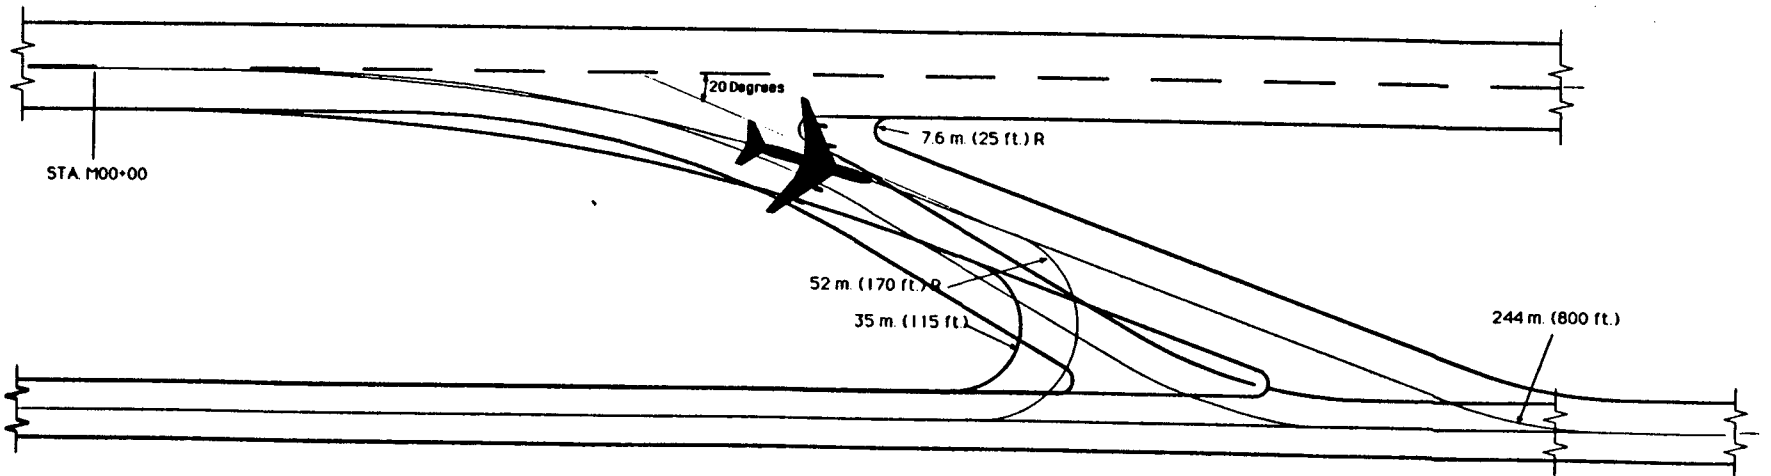 20 Degrees
7.6 m. (25 ft.) R
STA. M00+00
52 m. (170 ft.) R
35 m. (115 ft.)
244 m. (800 ft.)